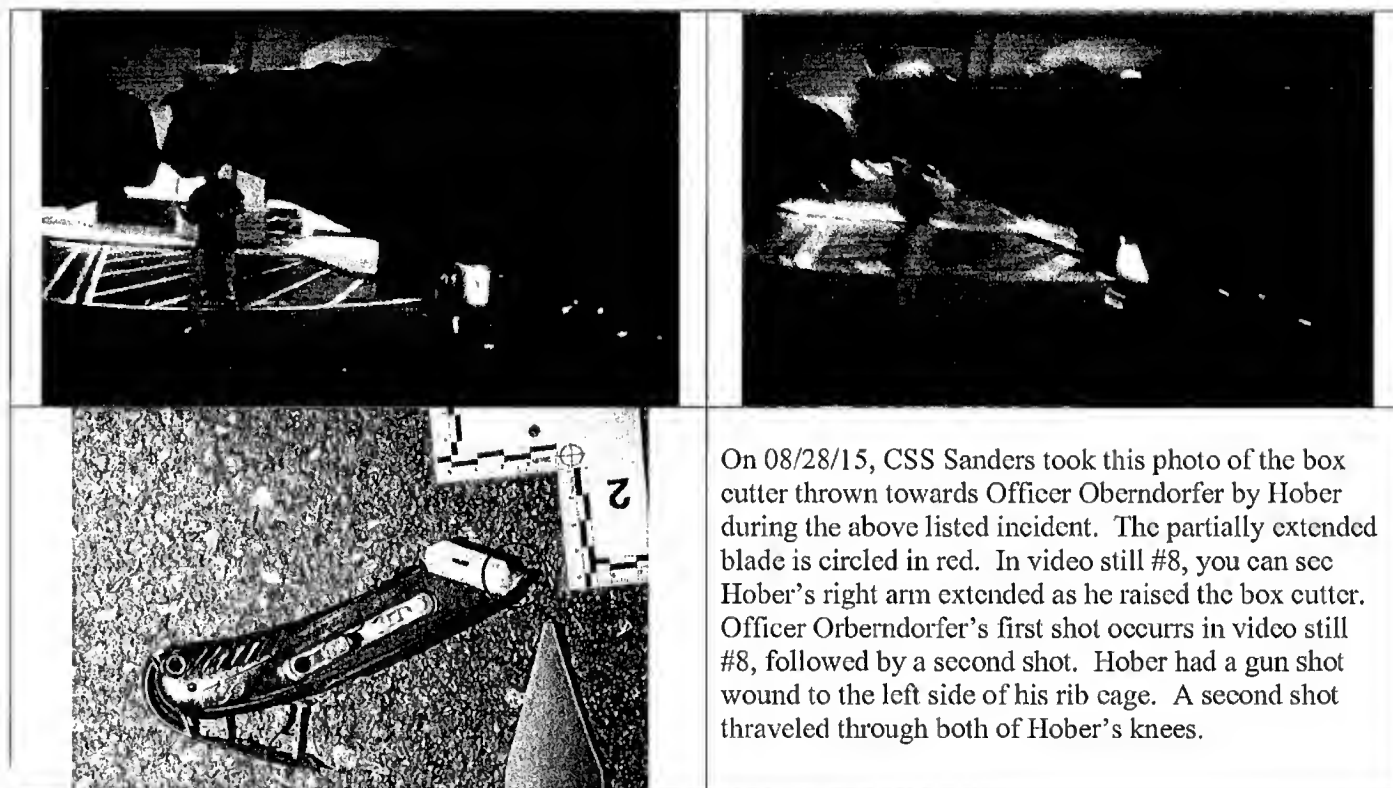 On 08/28/15, CSS Sanders took this photo of the box
cutter thrown towards Officer Oberndorfer by Hober
during the above listed incident. The partially extended
blade is circled in red. In video still #8, you can see
Hober's right arm extended as he raised the box cutter.
Officer Orberndorfer's first shot occurrs in video still
#8, followed by a second shot. Hober had a gun shot
wound to the left side of his rib cage. A second shot
thraveled through both of Hober's knees.
2